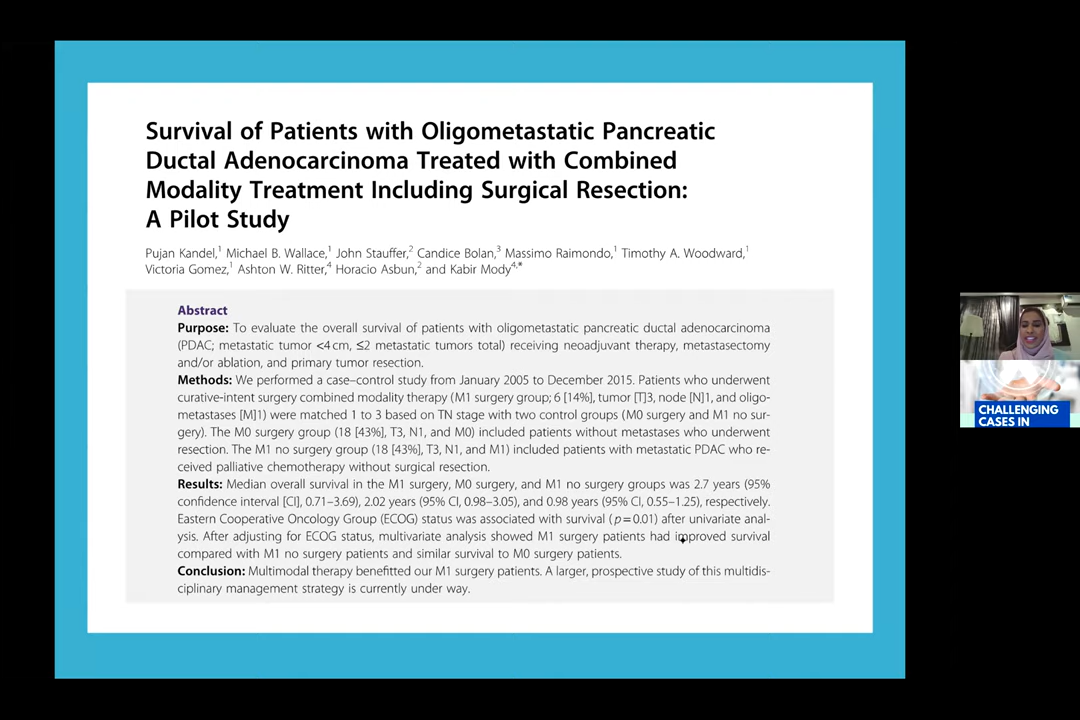 Survival of Patients with Oligometastatic Pancreatic
Ductal Adenocarcinoma Treated with Combined
Modality Treatment Including Surgical Resection:
A Pilot Study
Pujan Kandel,1 Michael B. Wallace,1 John Stauffer,2 Candice Bolan,3 Massimo Raimondo,1 Timothy A. Woodward,1
Victoria Gomez,1 Ashton W. Ritter,4 Horacio Asbun,2 and Kabir Mody4,*
Abstract
Purpose: To evaluate the overall survival of patients with oligometastatic pancreatic ductal adenocarcinoma
(PDAC; metastatic tumor <4 cm, ≤2 metastatic tumors total) receiving neoadjuvant therapy, metastasectomy
and/or ablation, and primary tumor resection.
Methods: We performed a case–control study from January 2005 to December 2015. Patients who underwent
curative-intent surgery combined modality therapy (M1 surgery group; 6 [14%], tumor [T]3, node [N]1, and oligo-
metastases [M]1) were matched 1 to 3 based on TN stage with two control groups (M0 surgery and M1 no sur-
gery). The M0 surgery group (18 [43%], T3, N1, and M0) included patients without metastases who underwent
resection. The M1 no surgery group (18 [43%], T3, N1, and M1) included patients with metastatic PDAC who re-
ceived palliative chemotherapy without surgical resection.
Results: Median overall survival in the M1 surgery, M0 surgery, and M1 no surgery groups was 2.7 years (95%
confidence interval [CI], 0.71–3.69), 2.02 years (95% CI, 0.98–3.05), and 0.98 years (95% CI, 0.55–1.25), respectively.
Eastern Cooperative Oncology Group (ECOG) status was associated with survival (p = 0.01) after univariate anal-
ysis. After adjusting for ECOG status, multivariate analysis showed M1 surgery patients had improved survival
compared with M1 no surgery patients and similar survival to M0 surgery patients.
Conclusion: Multimodal therapy benefitted our M1 surgery patients. A larger, prospective study of this multidis-
ciplinary management strategy is currently under way.
CHALLENGING
CASES IN